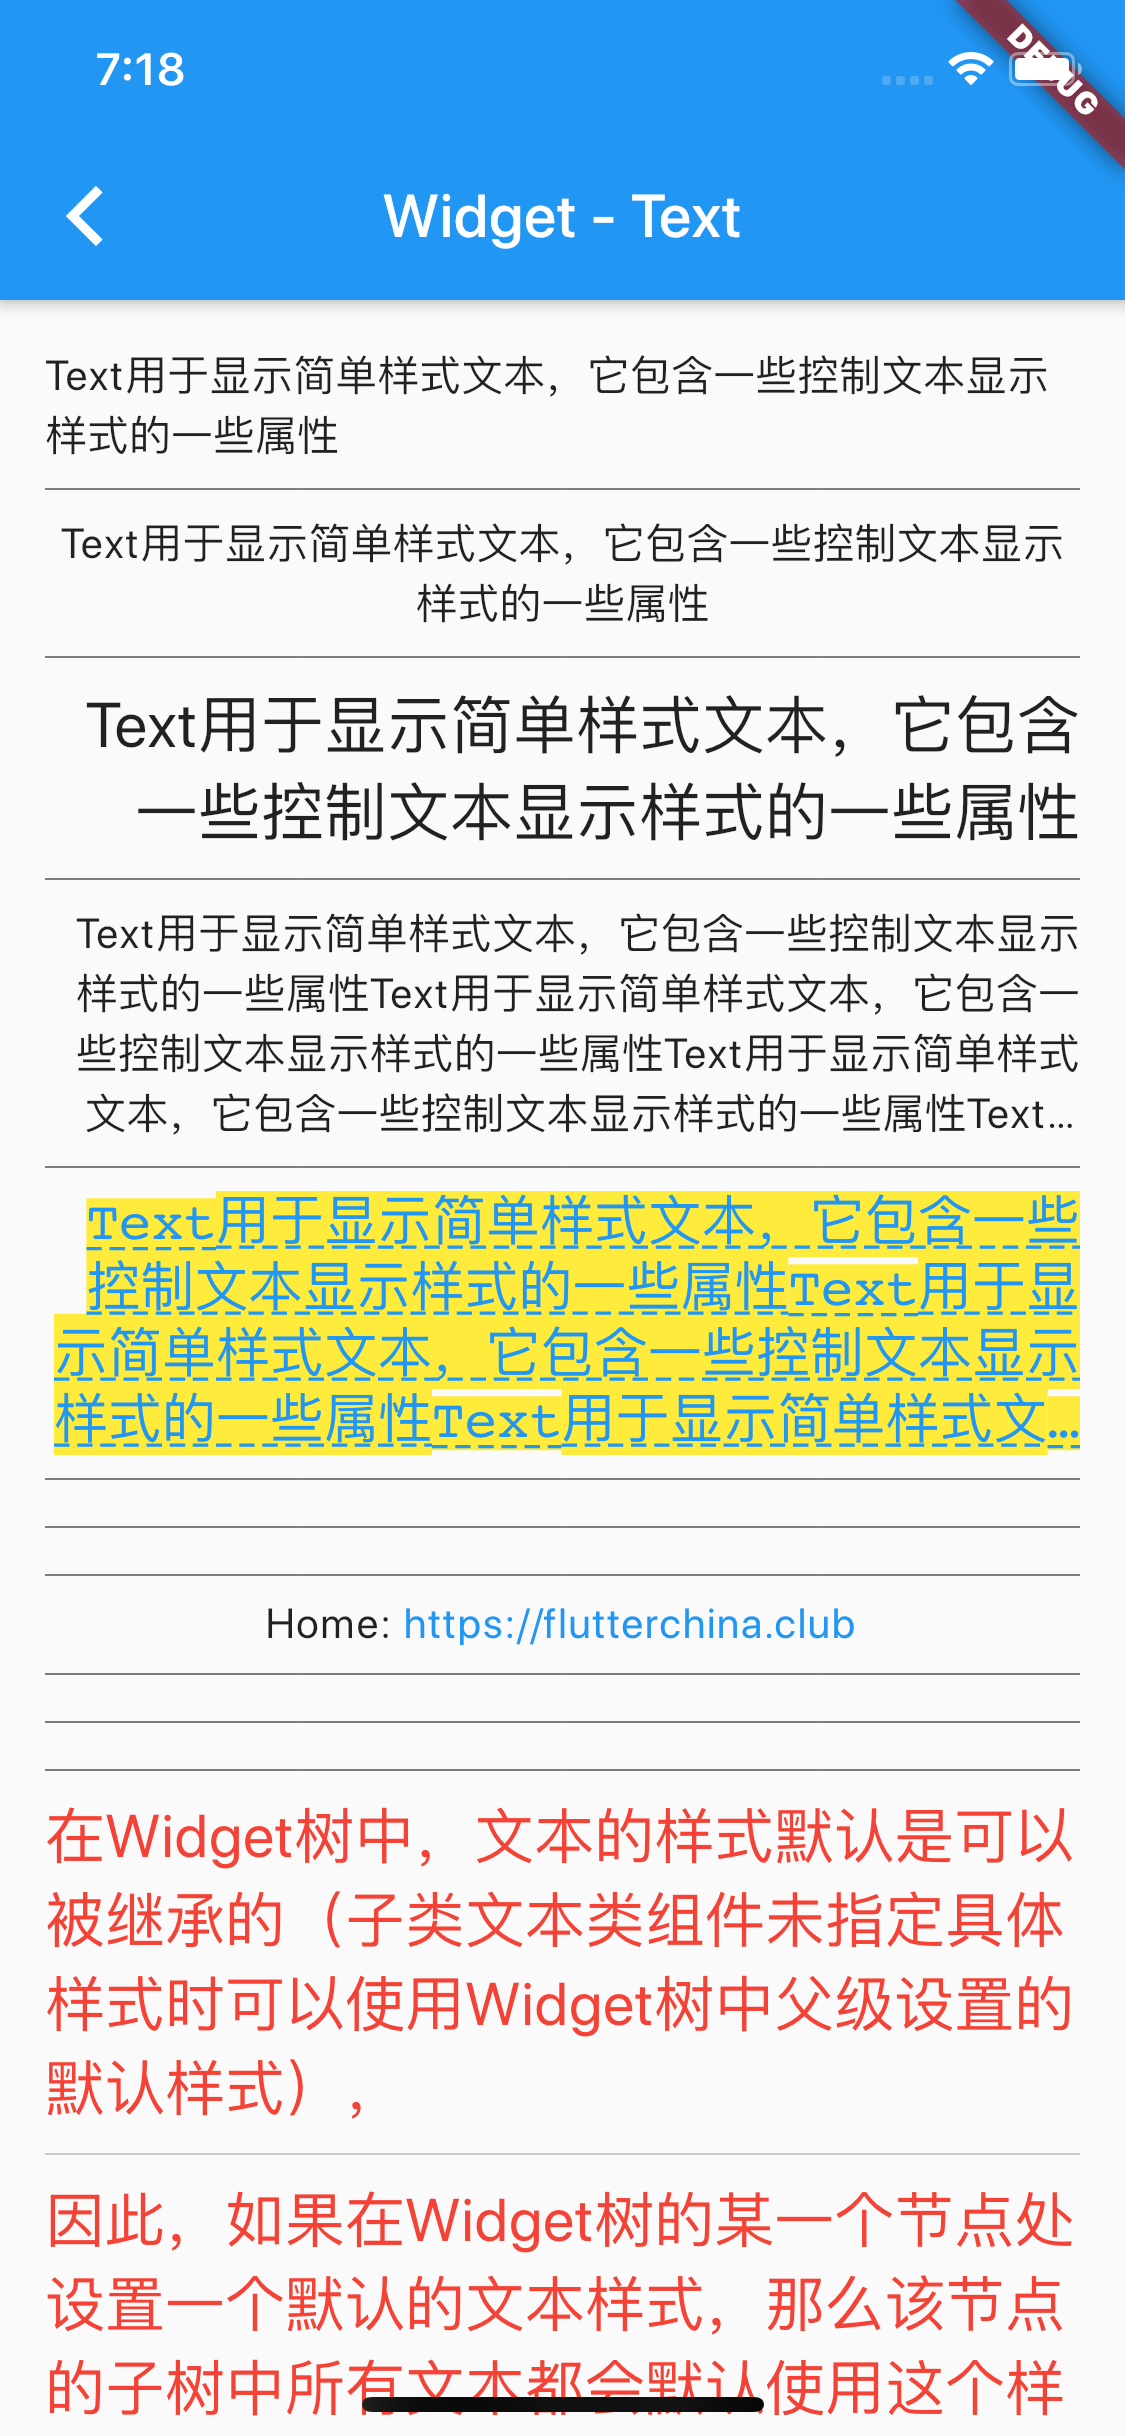 7:18
DEBUG
Widget - Text
Text用于显示简单样式文本，它包含一些控制文本显示
样式的一些属性
Text用于显示简单样式文本，它包含一些控制文本显示
样式的一些属性
Text用于显示简单样式文本，它包含
一些控制文本显示样式的一些属性
Text用于显示简单样式文本，它包含一些控制文本显示
样式的一些属性Text用于显示简单样式文本，它包含一
些控制文本显示样式的一些属性Text用于显示简单样式
文本，它包含一些控制文本显示样式的一些属性Text…
Text用于显示简单样式文本，它包含一些
控制文本显示样式的一些属性Text用于显
示简单样式文本，它包含一些控制文本显示
样式的一些属性Text用于显示简单样式文…
Home: https://flutterchina.club
在Widget树中，文本的样式默认是可以
被继承的（子类文本类组件未指定具体
样式时可以使用Widget树中父级设置的
默认样式），
因此，如果在Widget树的某一个节点处
设置一个默认的文本样式，那么该节点
的子树中所有文本都会默认使用这个样